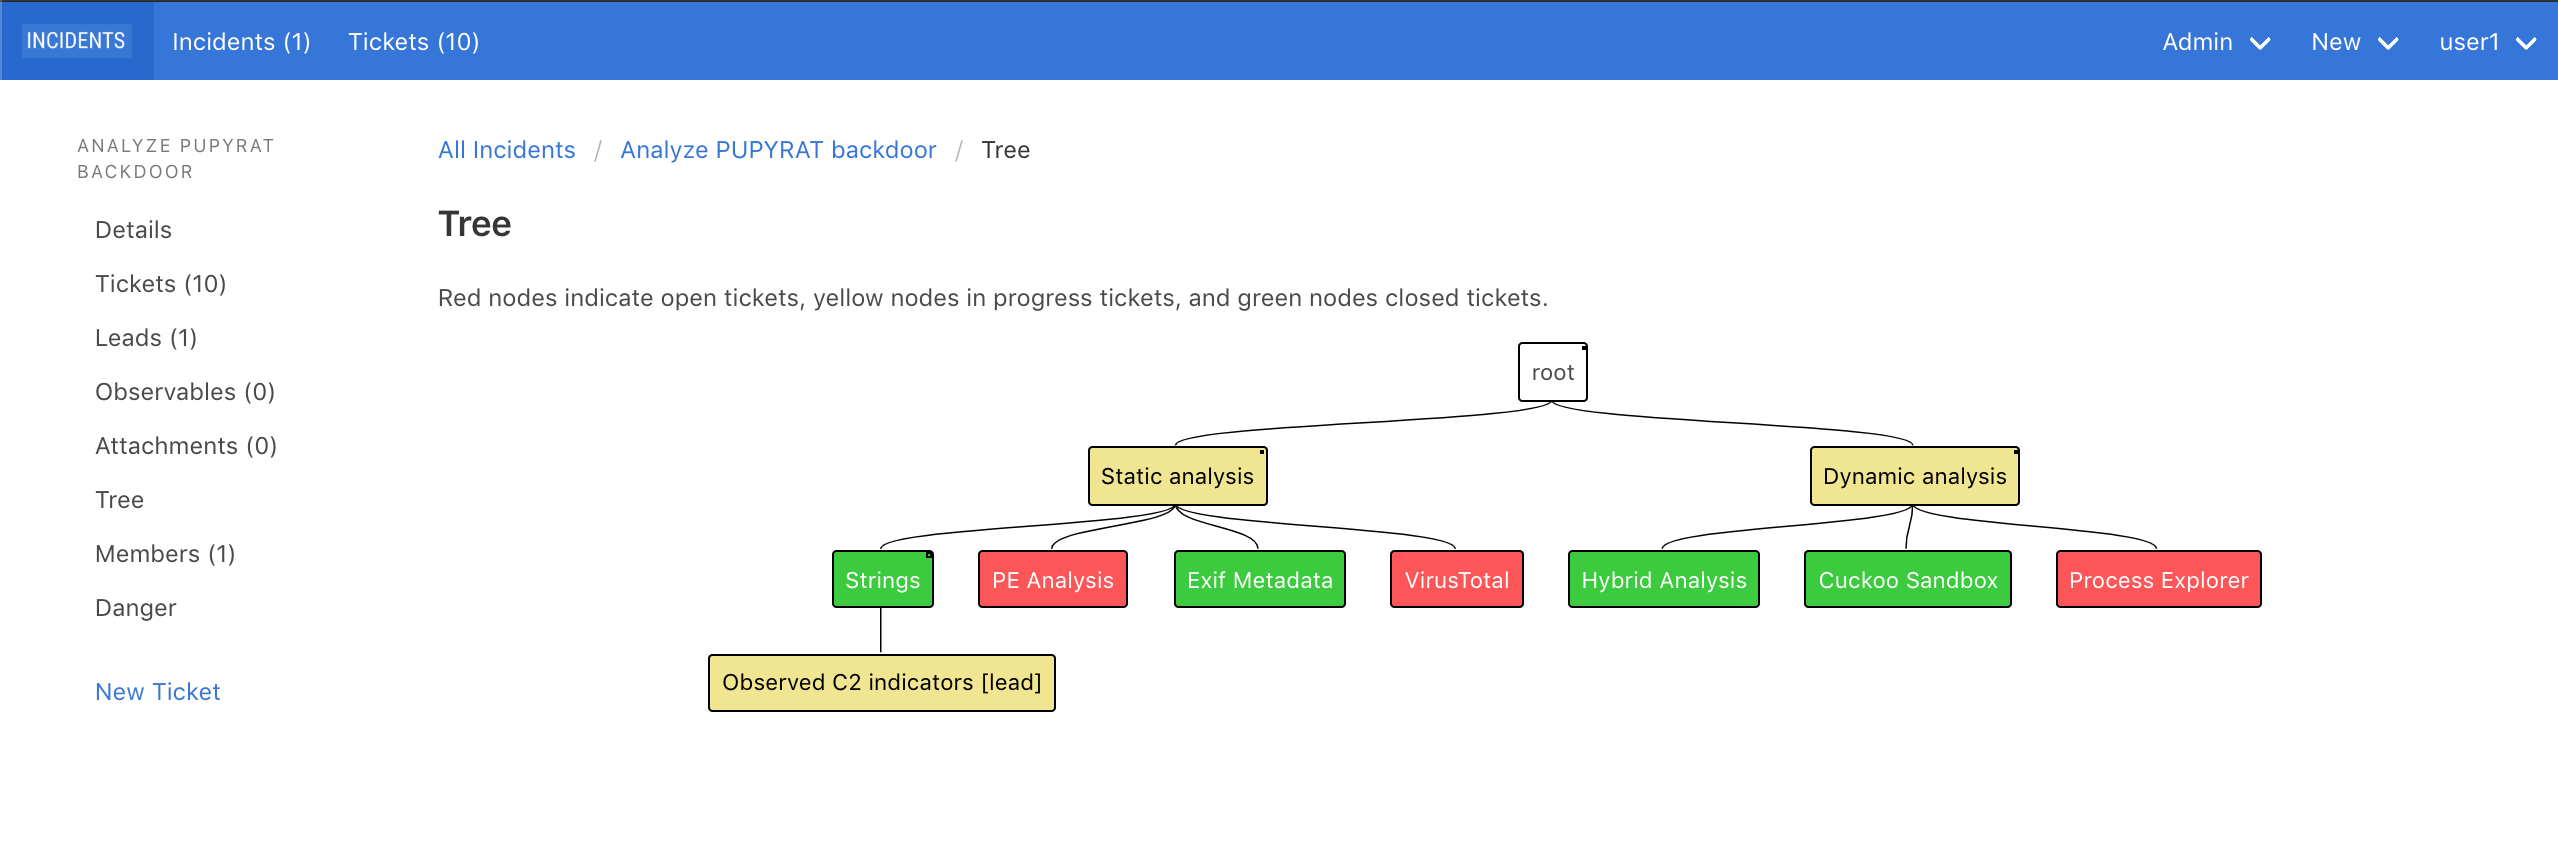 INCIDENTS Incidents (1) Tickets (10) Admin New user1
ANALYZE PUPYRAT
BACKDOOR
Details
Tickets (10)
Leads (1)
Observables (0)
Attachments (0)
Tree
Members (1)
Danger
New Ticket
All Incidents / Analyze PUPYRAT backdoor / Tree
Tree
Red nodes indicate open tickets, yellow nodes in progress tickets, and green nodes closed tickets.
root
Static analysis Dynamic analysis
Strings PE Analysis Exif Metadata VirusTotal Hybrid Analysis Cuckoo Sandbox Process Explorer
Observed C2 indicators [lead]